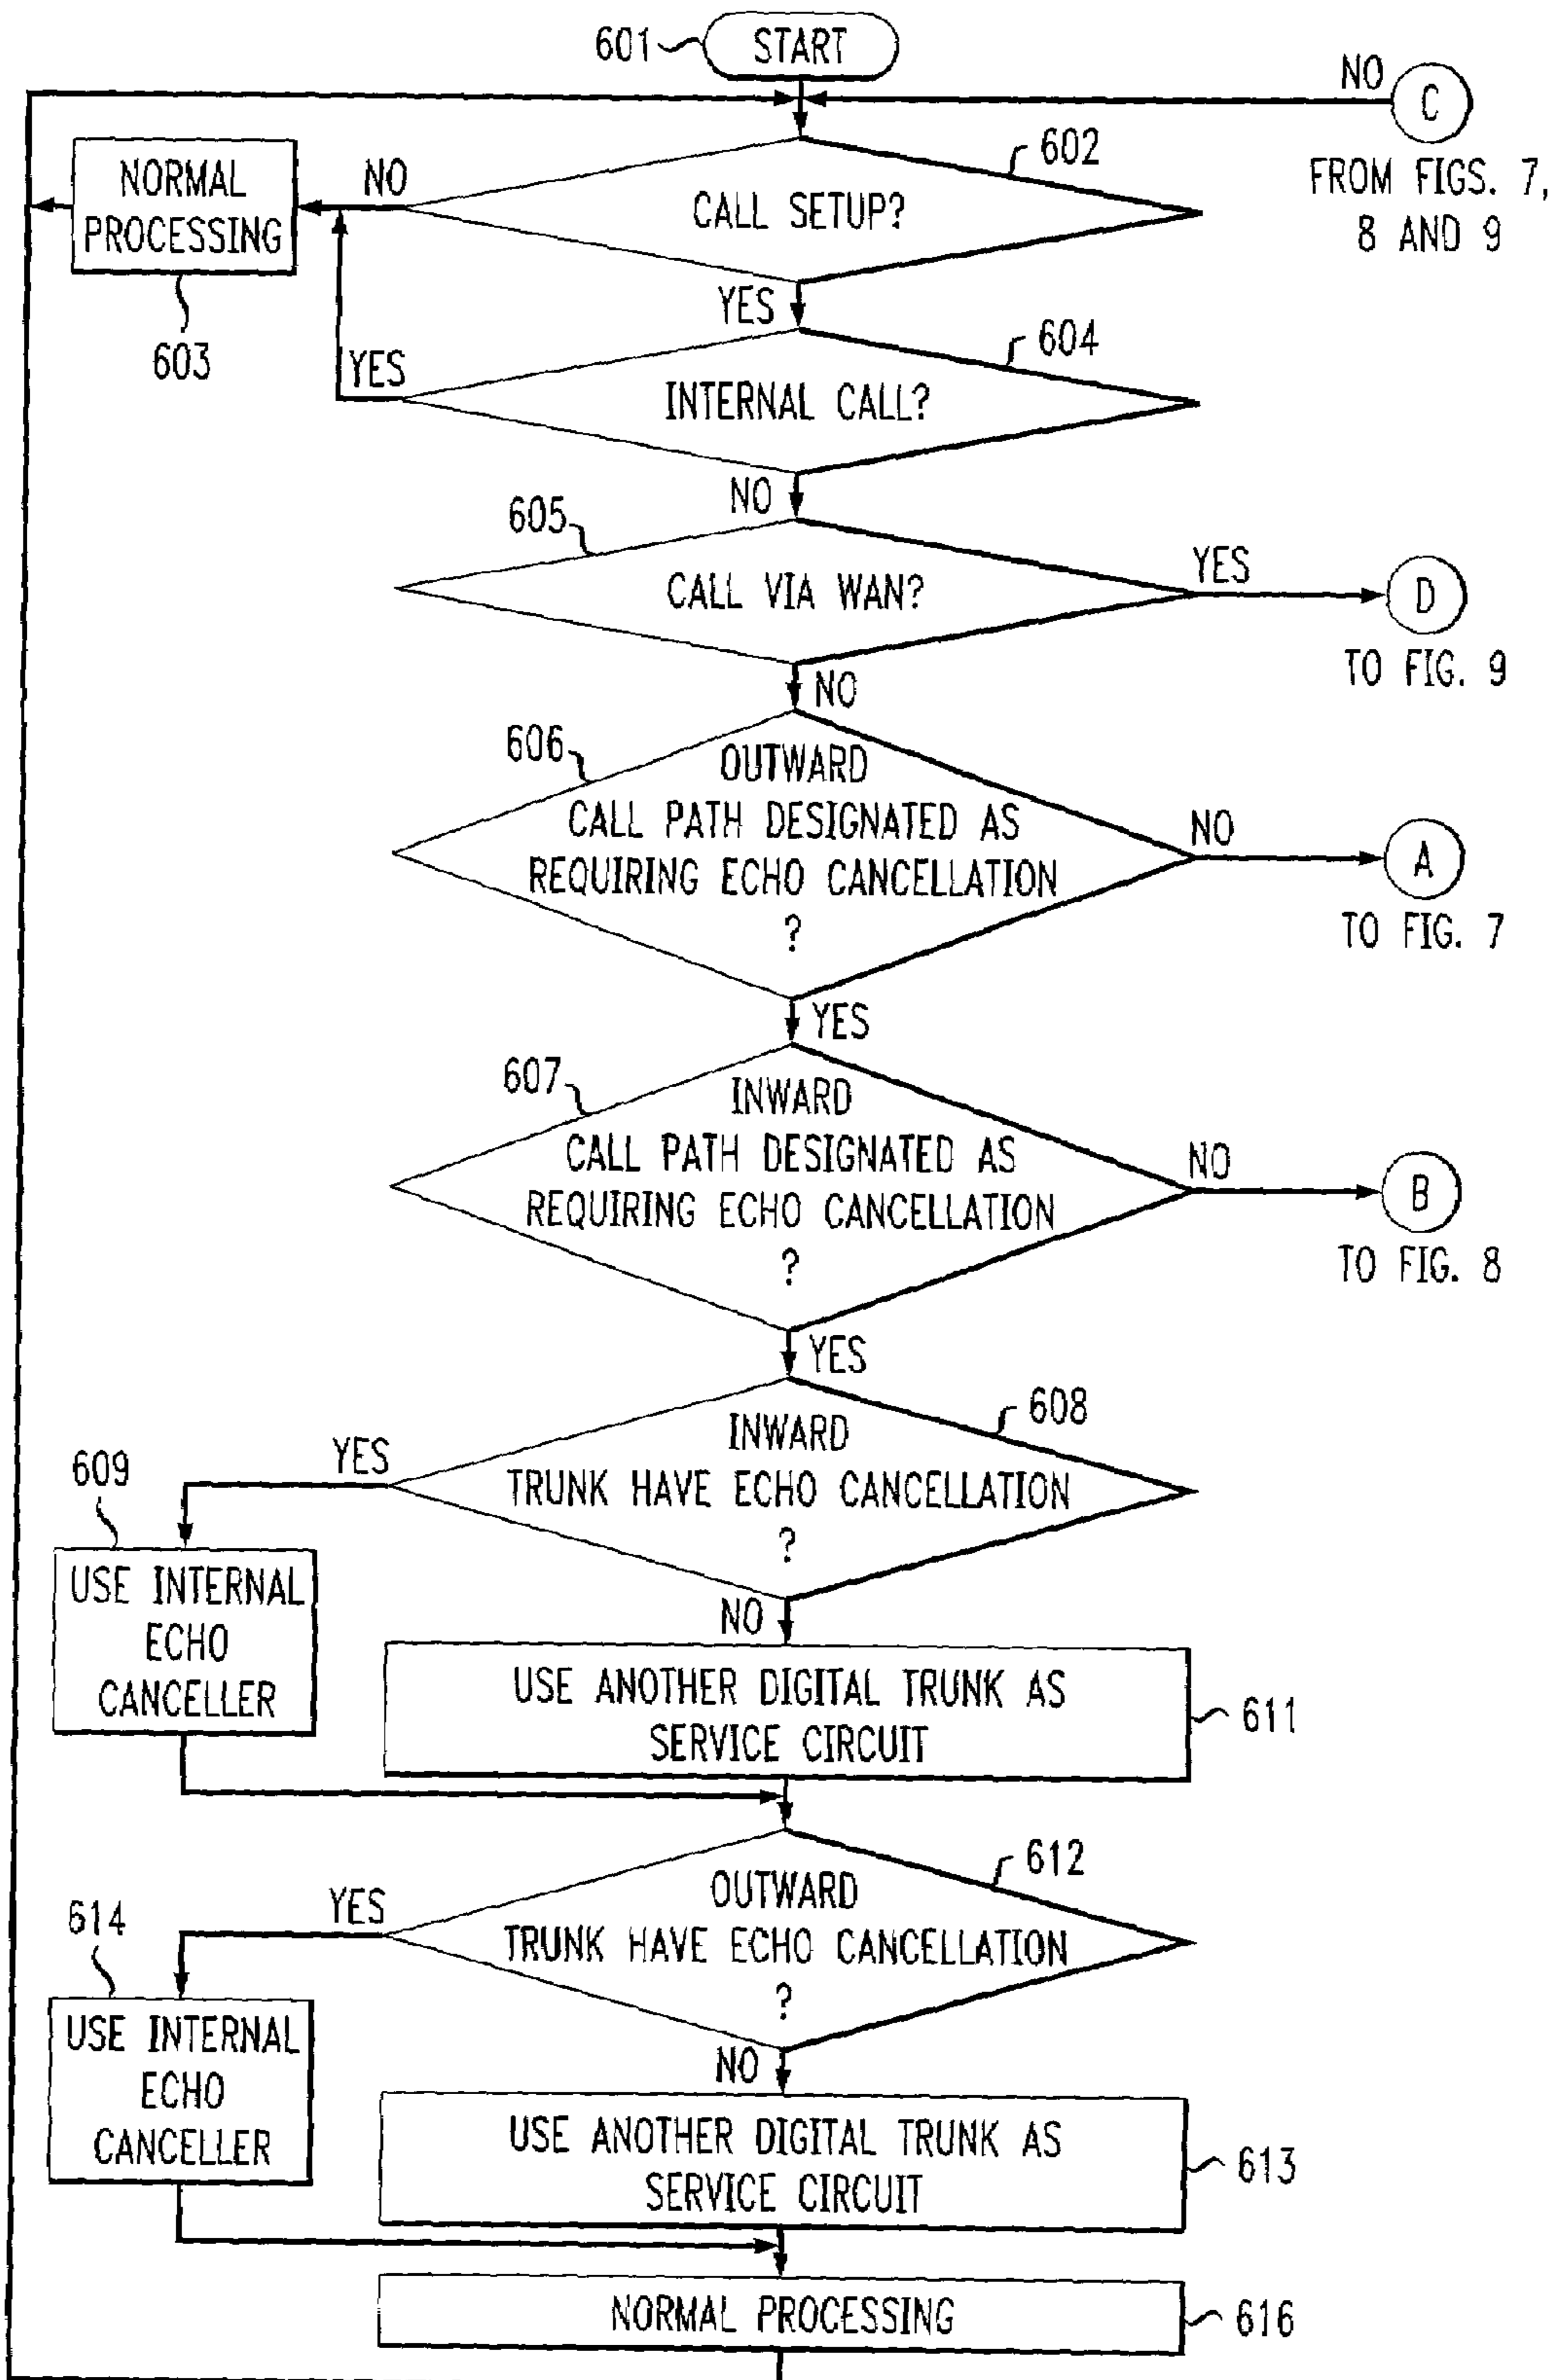 601
START
NO
C
FROM FIGS. 7,
8 AND 9
602
CALL SETUP?
NO
NORMAL
PROCESSING
603
YES
604
INTERNAL CALL?
YES
NO
605
CALL VIA WAN?
YES
D
TO FIG. 9
NO
606
OUTWARD
CALL PATH DESIGNATED AS
REQUIRING ECHO CANCELLATION
?
NO
A
TO FIG. 7
YES
607
INWARD
CALL PATH DESIGNATED AS
REQUIRING ECHO CANCELLATION
?
NO
B
TO FIG. 8
YES
608
INWARD
TRUNK HAVE ECHO CANCELLATION
?
YES
609
USE INTERNAL
ECHO
CANCELLER
NO
USE ANOTHER DIGITAL TRUNK AS
SERVICE CIRCUIT
611
612
OUTWARD
TRUNK HAVE ECHO CANCELLATION
?
YES
614
USE INTERNAL
ECHO
CANCELLER
NO
USE ANOTHER DIGITAL TRUNK AS
SERVICE CIRCUIT
613
NORMAL PROCESSING
616